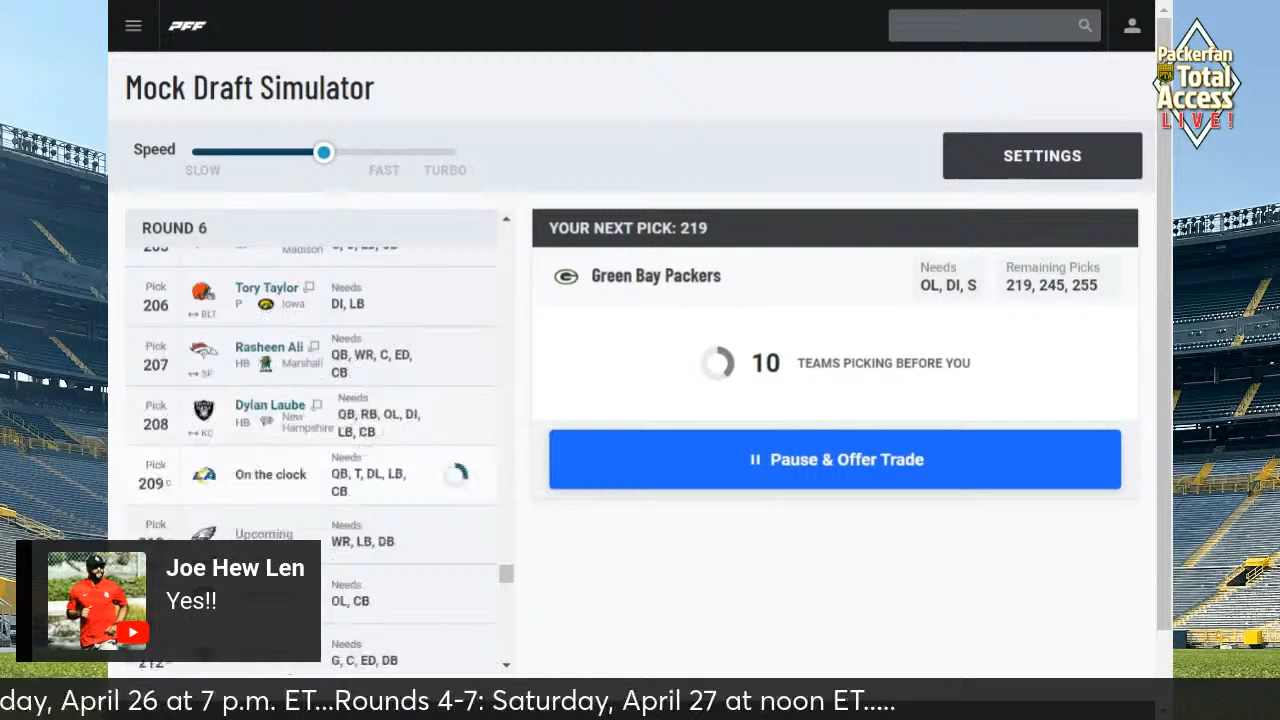 PFF
Packerfan
PTA
Total
Access
LIVE!
Mock Draft Simulator
Speed
SLOW
FAST
TURBO
SETTINGS
ROUND 6
Madison
Pick
206
↔ BLT
Tory Taylor
P Iowa
Needs
DI, LB
Pick
207
↔ SF
Rasheen Ali
HB Marshall
Needs
QB, WR, C, ED,
CB
Pick
208
↔ KC
Dylan Laube
HB New
Hampshire
Needs
QB, RB, OL, DI,
LB, CB
Pick
209 C
On the clock
Needs
QB, T, DL, LB,
CB
Pick
Upcoming
Needs
WR, LB, DB
Needs
OL, CB
Needs
G, C, ED, DB
YOUR NEXT PICK: 219
Green Bay Packers
Needs
OL, DI, S
Remaining Picks
219, 245, 255
10 TEAMS PICKING BEFORE YOU
Pause & Offer Trade
Joe Hew Len
Yes!!
day, April 26 at 7 p.m. ET...Rounds 4-7: Saturday, April 27 at noon ET.....